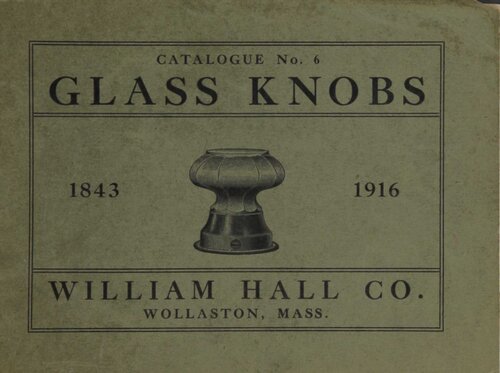 CATALOGUE No. 6
GLASS KNOBS
1843 1916
WILLIAM HALL CO.
WOLLASTON, MASS.